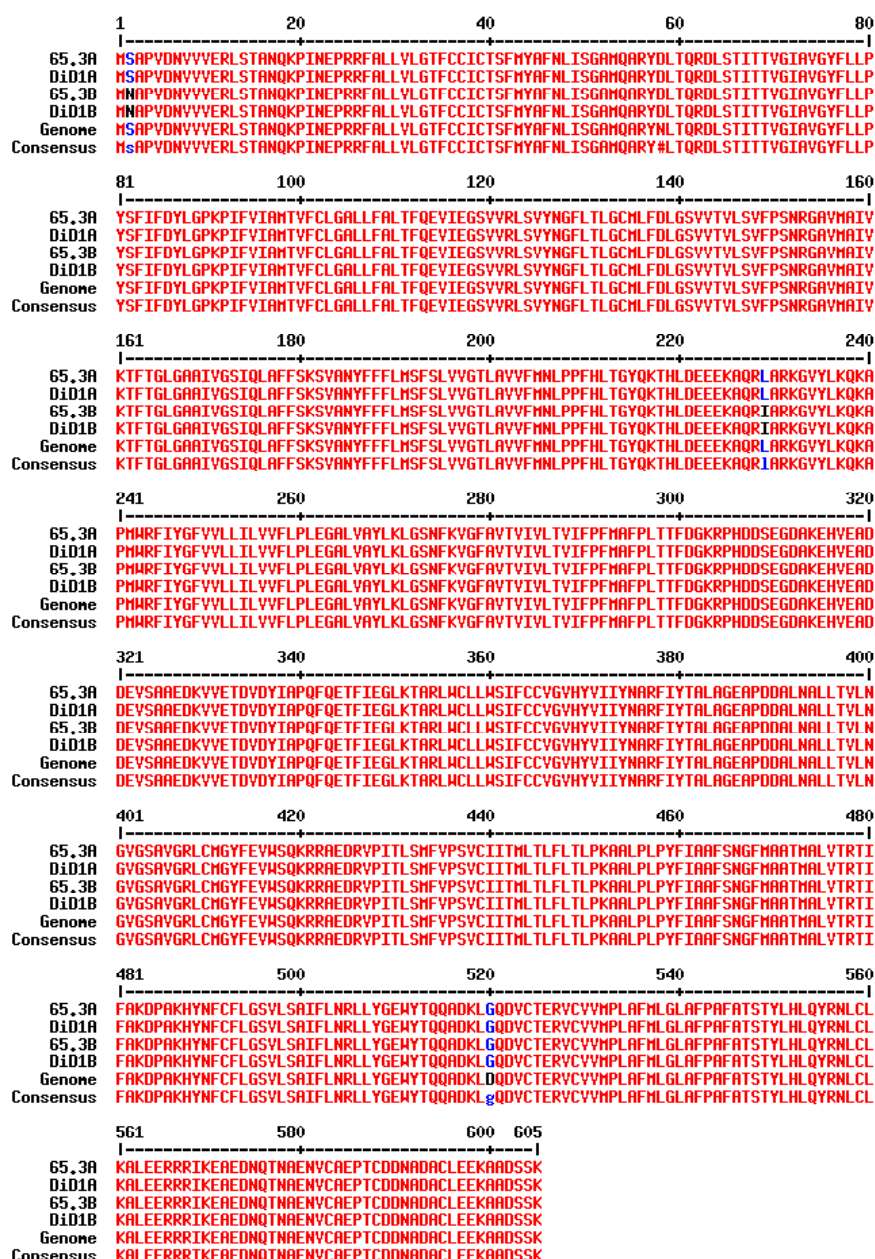 1 20 40 60 80
|------------------+-------------------+-------------------+-------------------|
65.3A MSAPVDNVVVERLSTANQKPINEPRRFALLVLGTFCCICTSFMYAFNLISGAMQARYDLTQRDLSTITTVGIAVGYFLLP
DiD1A MSAPVDNVVVERLSTANQKPINEPRRFALLVLGTFCCICTSFMYAFNLISGAMQARYDLTQRDLSTITTVGIAVGYFLLP
65.3B MNAPVDNVVVERLSTANQKPINEPRRFALLVLGTFCCICTSFMYAFNLISGAMQARYDLTQRDLSTITTVGIAVGYFLLP
DiD1B MNAPVDNVVVERLSTANQKPINEPRRFALLVLGTFCCICTSFMYAFNLISGAMQARYDLTQRDLSTITTVGIAVGYFLLP
Genome MSAPVDNVVVERLSTANQKPINEPRRFALLVLGTFCCICTSFMYAFNLISGAMQARYNLTQRDLSTITTVGIAVGYFLLP
Consensus MsAPVDNVVVERLSTANQKPINEPRRFALLVLGTFCCICTSFMYAFNLISGAMQARY#LTQRDLSTITTVGIAVGYFLLP
81 100 120 140 160
|------------------+-------------------+-------------------+-------------------|
65.3A YSFIFDYLGPKPIFVIAMTVFCLGALLFALTFQEVIEGSVVRLSVYNGFLTLGCMLFDLGSVVTVLSVFPSNRGAVMAIV
DiD1A YSFIFDYLGPKPIFVIAMTVFCLGALLFALTFQEVIEGSVVRLSVYNGFLTLGCMLFDLGSVVTVLSVFPSNRGAVMAIV
65.3B YSFIFDYLGPKPIFVIAMTVFCLGALLFALTFQEVIEGSVVRLSVYNGFLTLGCMLFDLGSVVTVLSVFPSNRGAVMAIV
DiD1B YSFIFDYLGPKPIFVIAMTVFCLGALLFALTFQEVIEGSVVRLSVYNGFLTLGCMLFDLGSVVTVLSVFPSNRGAVMAIV
Genome YSFIFDYLGPKPIFVIAMTVFCLGALLFALTFQEVIEGSVVRLSVYNGFLTLGCMLFDLGSVVTVLSVFPSNRGAVMAIV
Consensus YSFIFDYLGPKPIFVIAMTVFCLGALLFALTFQEVIEGSVVRLSVYNGFLTLGCMLFDLGSVVTVLSVFPSNRGAVMAIV
161 180 200 220 240
|------------------+-------------------+-------------------+-------------------|
65.3A KTFTGLGAAIVGSIQLAFFSKSVANYFFFLMSFSLVVGTLAVVFMNLPPFHLTGYQKTHLDEEEKAQRLARKGVYLKQKA
DiD1A KTFTGLGAAIVGSIQLAFFSKSVANYFFFLMSFSLVVGTLAVVFMNLPPFHLTGYQKTHLDEEEKAQRLARKGVYLKQKA
65.3B KTFTGLGAAIVGSIQLAFFSKSVANYFFFLMSFSLVVGTLAVVFMNLPPFHLTGYQKTHLDEEEKAQRIARKGVYLKQKA
DiD1B KTFTGLGAAIVGSIQLAFFSKSVANYFFFLMSFSLVVGTLAVVFMNLPPFHLTGYQKTHLDEEEKAQRIARKGVYLKQKA
Genome KTFTGLGAAIVGSIQLAFFSKSVANYFFFLMSFSLVVGTLAVVFMNLPPFHLTGYQKTHLDEEEKAQRLARKGVYLKQKA
Consensus KTFTGLGAAIVGSIQLAFFSKSVANYFFFLMSFSLVVGTLAVVFMNLPPFHLTGYQKTHLDEEEKAQRlARKGVYLKQKA
241 260 280 300 320
|------------------+-------------------+-------------------+-------------------|
65.3A PMWRFIYGFVVLLILVVFLPLEGALVAYLKLGSNFKVGFAVTVIVLTVIFPFMAFPLTTFDGKRPHDDSEGDAKEHVEAD
DiD1A PMWRFIYGFVVLLILVVFLPLEGALVAYLKLGSNFKVGFAVTVIVLTVIFPFMAFPLTTFDGKRPHDDSEGDAKEHVEAD
65.3B PMWRFIYGFVVLLILVVFLPLEGALVAYLKLGSNFKVGFAVTVIVLTVIFPFMAFPLTTFDGKRPHDDSEGDAKEHVEAD
DiD1B PMWRFIYGFVVLLILVVFLPLEGALVAYLKLGSNFKVGFAVTVIVLTVIFPFMAFPLTTFDGKRPHDDSEGDAKEHVEAD
Genome PMWRFIYGFVVLLILVVFLPLEGALVAYLKLGSNFKVGFAVTVIVLTVIFPFMAFPLTTFDGKRPHDDSEGDAKEHVEAD
Consensus PMWRFIYGFVVLLILVVFLPLEGALVAYLKLGSNFKVGFAVTVIVLTVIFPFMAFPLTTFDGKRPHDDSEGDAKEHVEAD
321 340 360 380 400
|------------------+-------------------+-------------------+-------------------|
65.3A DEVSAAEDKVVETDVDYIAPQFQETFIEGLKTARLWCLLWSIFCCVGVHYVIIYNARFIYTALAGEAPDDALNALLTVLN
DiD1A DEVSAAEDKVVETDVDYIAPQFQETFIEGLKTARLWCLLWSIFCCVGVHYVIIYNARFIYTALAGEAPDDALNALLTVLN
65.3B DEVSAAEDKVVETDVDYIAPQFQETFIEGLKTARLWCLLWSIFCCVGVHYVIIYNARFIYTALAGEAPDDALNALLTVLN
DiD1B DEVSAAEDKVVETDVDYIAPQFQETFIEGLKTARLWCLLWSIFCCVGVHYVIIYNARFIYTALAGEAPDDALNALLTVLN
Genome DEVSAAEDKVVETDVDYIAPQFQETFIEGLKTARLWCLLWSIFCCVGVHYVIIYNARFIYTALAGEAPDDALNALLTVLN
Consensus DEVSAAEDKVVETDVDYIAPQFQETFIEGLKTARLWCLLWSIFCCVGVHYVIIYNARFIYTALAGEAPDDALNALLTVLN
401 420 440 460 480
|------------------+-------------------+-------------------+-------------------|
65.3A GVGSAVGRLCMGYFEVWSQKRRAEDRVPITLSMFVPSVCIITMLTLFLTLPKAALPLPYFIAAFSNGFMAATMALVTRTI
DiD1A GVGSAVGRLCMGYFEVWSQKRRAEDRVPITLSMFVPSVCIITMLTLFLTLPKAALPLPYFIAAFSNGFMAATMALVTRTI
65.3B GVGSAVGRLCMGYFEVWSQKRRAEDRVPITLSMFVPSVCIITMLTLFLTLPKAALPLPYFIAAFSNGFMAATMALVTRTI
DiD1B GVGSAVGRLCMGYFEVWSQKRRAEDRVPITLSMFVPSVCIITMLTLFLTLPKAALPLPYFIAAFSNGFMAATMALVTRTI
Genome GVGSAVGRLCMGYFEVWSQKRRAEDRVPITLSMFVPSVCIITMLTLFLTLPKAALPLPYFIAAFSNGFMAATMALVTRTI
Consensus GVGSAVGRLCMGYFEVWSQKRRAEDRVPITLSMFVPSVCIITMLTLFLTLPKAALPLPYFIAAFSNGFMAATMALVTRTI
481 500 520 540 560
|------------------+-------------------+-------------------+-------------------|
65.3A FAKDPAKHYNFCFLGSVLSAIFLNRLLYGEWYTQQADKLGQDVCTERVCVVMPLAFMLGLAFPAFATSTYLHLQYRNLCL
DiD1A FAKDPAKHYNFCFLGSVLSAIFLNRLLYGEWYTQQADKLGQDVCTERVCVVMPLAFMLGLAFPAFATSTYLHLQYRNLCL
65.3B FAKDPAKHYNFCFLGSVLSAIFLNRLLYGEWYTQQADKLGQDVCTERVCVVMPLAFMLGLAFPAFATSTYLHLQYRNLCL
DiD1B FAKDPAKHYNFCFLGSVLSAIFLNRLLYGEWYTQQADKLGQDVCTERVCVVMPLAFMLGLAFPAFATSTYLHLQYRNLCL
Genome FAKDPAKHYNFCFLGSVLSAIFLNRLLYGEWYTQQADKLDQDVCTERVCVVMPLAFMLGLAFPAFATSTYLHLQYRNLCL
Consensus FAKDPAKHYNFCFLGSVLSAIFLNRLLYGEWYTQQADKLgQDVCTERVCVVMPLAFMLGLAFPAFATSTYLHLQYRNLCL
561 580 600 605
|------------------+-------------------+----|
65.3A KALEERRRIKEAEDNQTNAENVCAEPTCDDNADACLEEKAADSSK
DiD1A KALEERRRIKEAEDNQTNAENVCAEPTCDDNADACLEEKAADSSK
65.3B KALEERRRIKEAEDNQTNAENVCAEPTCDDNADACLEEKAADSSK
DiD1B KALEERRRIKEAEDNQTNAENVCAEPTCDDNADACLEEKAADSSK
Genome KALEERRRIKEAEDNQTNAENVCAEPTCDDNADACLEEKAADSSK
Consensus KALEERRRIKEAEDNQTNAENVCAEPTCDDNADACLEEKAADSSK